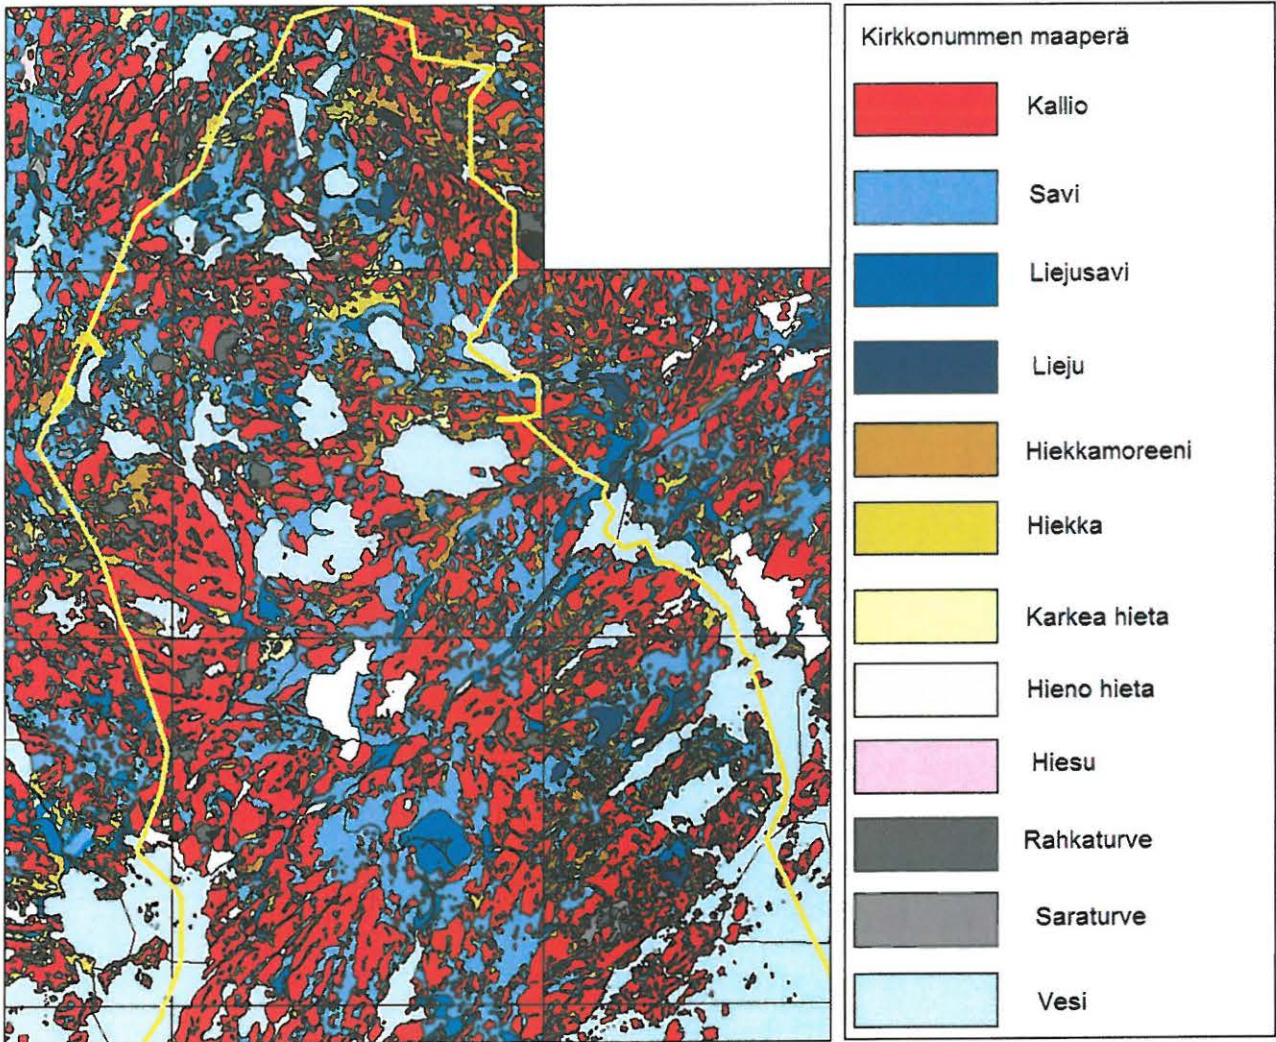 Kirkkonummen maaperä
Kallio
Savi
Liejusavi
Lieju
Hiekkamoreeni
Hiekka
Karkea hieta
Hieno hieta
Hiesu
Rahkaturve
Saraturve
Vesi